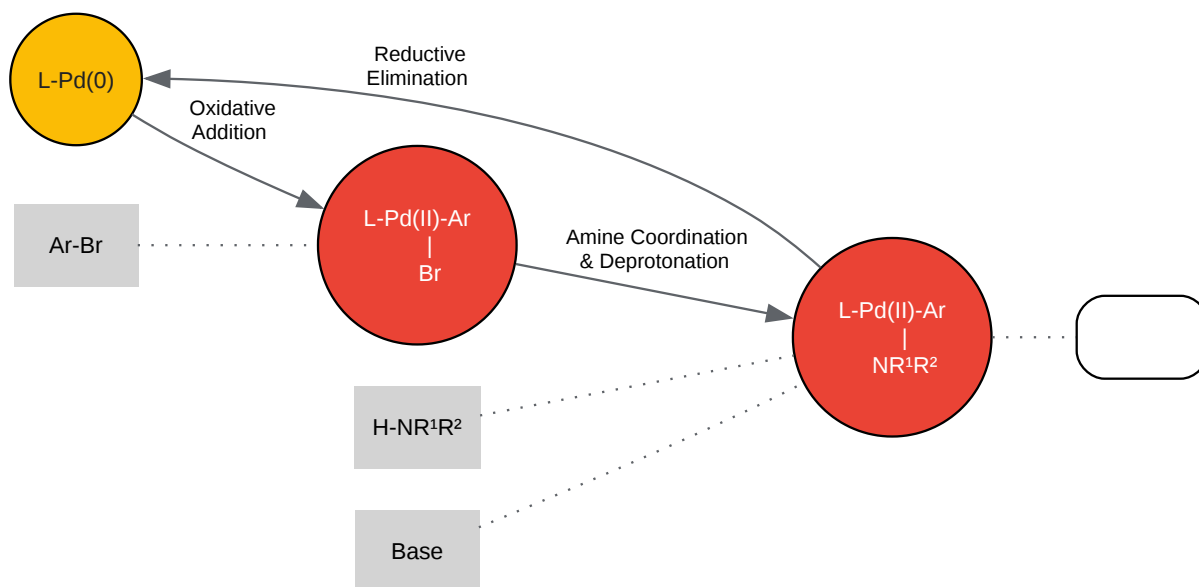 L-Pd(0)
Reductive
Elimination
Oxidative
Addition
Ar-Br
L-Pd(II)-Ar
|
Br
Amine Coordination
& Deprotonation
L-Pd(II)-Ar
|
NR¹R²
H-NR¹R²
Base